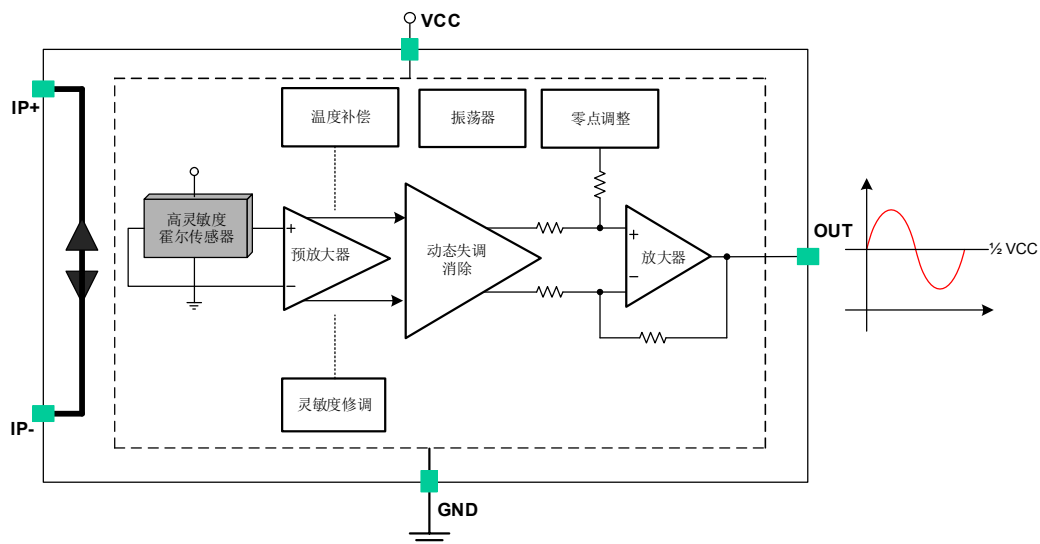 VCC
IP+
温度补偿
振荡器
零点调整
高灵敏度
霍尔传感器
+
−
预放大器
动态失调
消除
+
−
放大器
OUT
½ VCC
灵敏度修调
IP-
GND